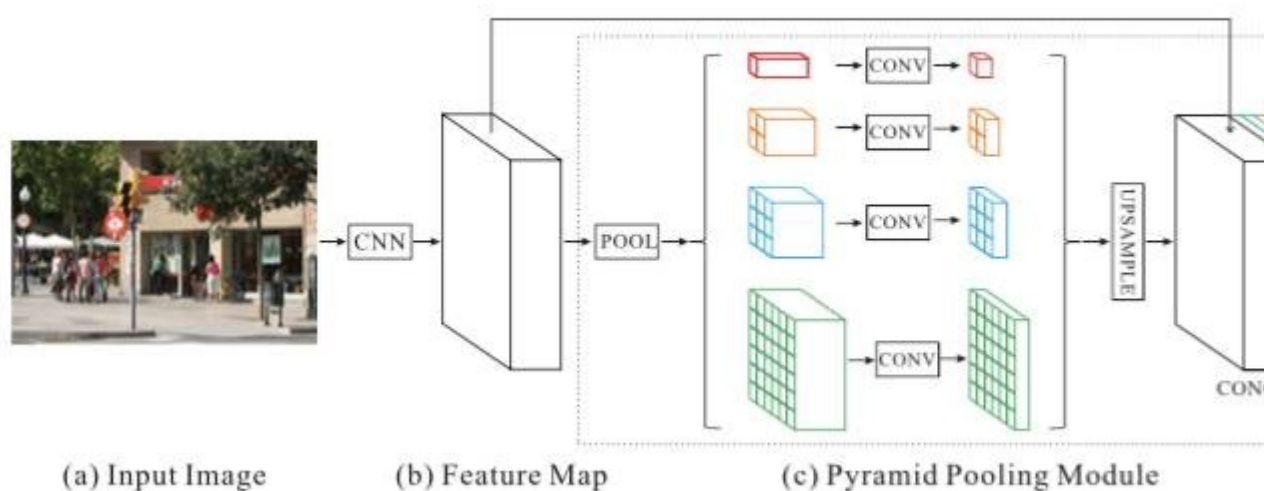 CONV
CONV
CONV
CONV
CNN
POOL
UPSAMPLE
(a) Input Image
(b) Feature Map
(c) Pyramid Pooling Module